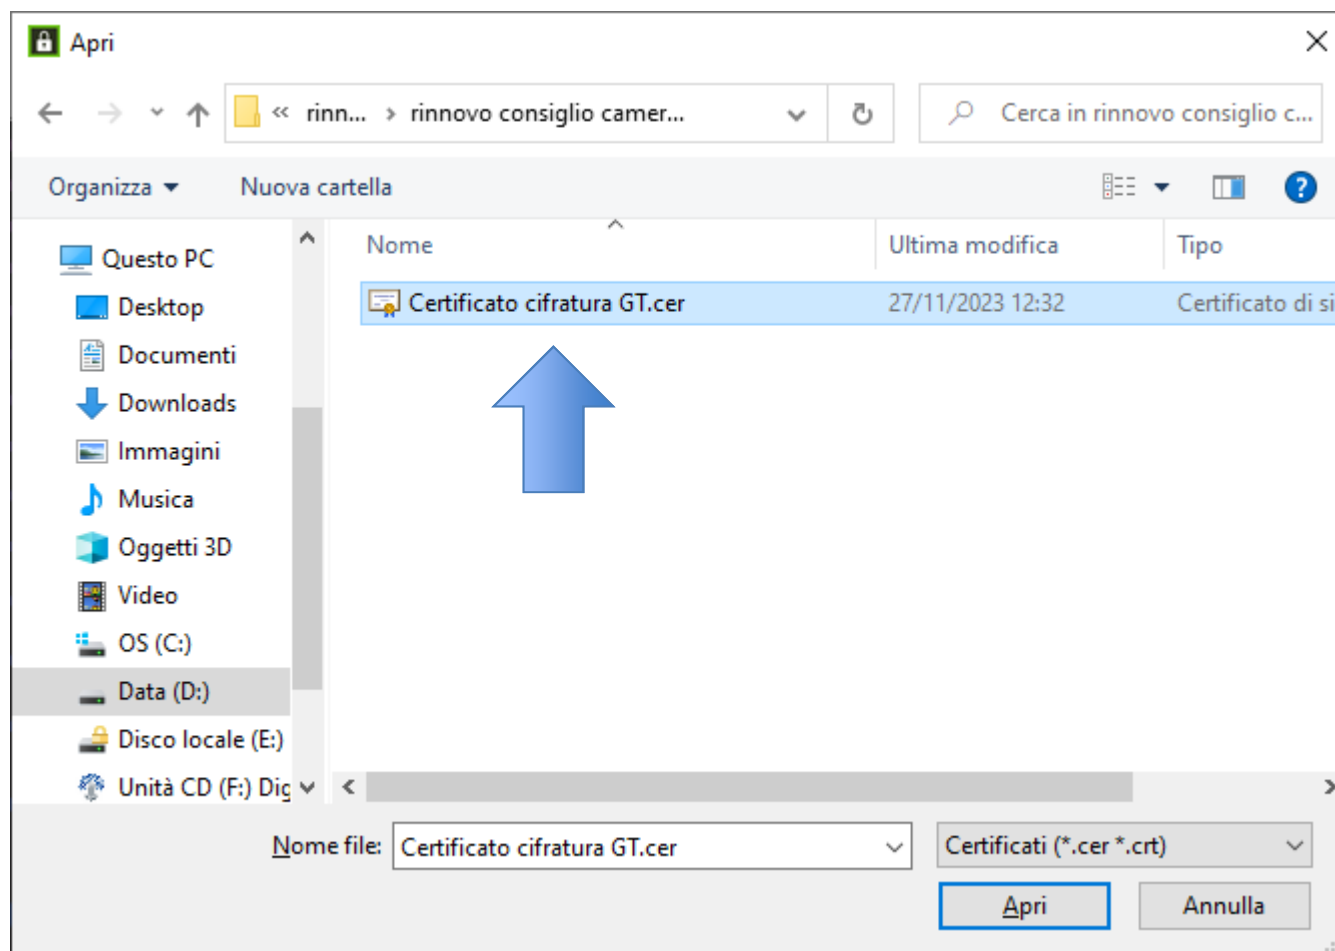 Apri
« rinn... › rinnovo consiglio camer...
Cerca in rinnovo consiglio c...
Organizza
Nuova cartella
Nome
Ultima modifica
Tipo
Certificato cifratura GT.cer
27/11/2023 12:32
Certificato di si
Questo PC
Desktop
Documenti
Downloads
Immagini
Musica
Oggetti 3D
Video
OS (C:)
Data (D:)
Disco locale (E:)
Unità CD (F:) Dig
Nome file:
Certificato cifratura GT.cer
Certificati (*.cer *.crt)
Apri
Annulla